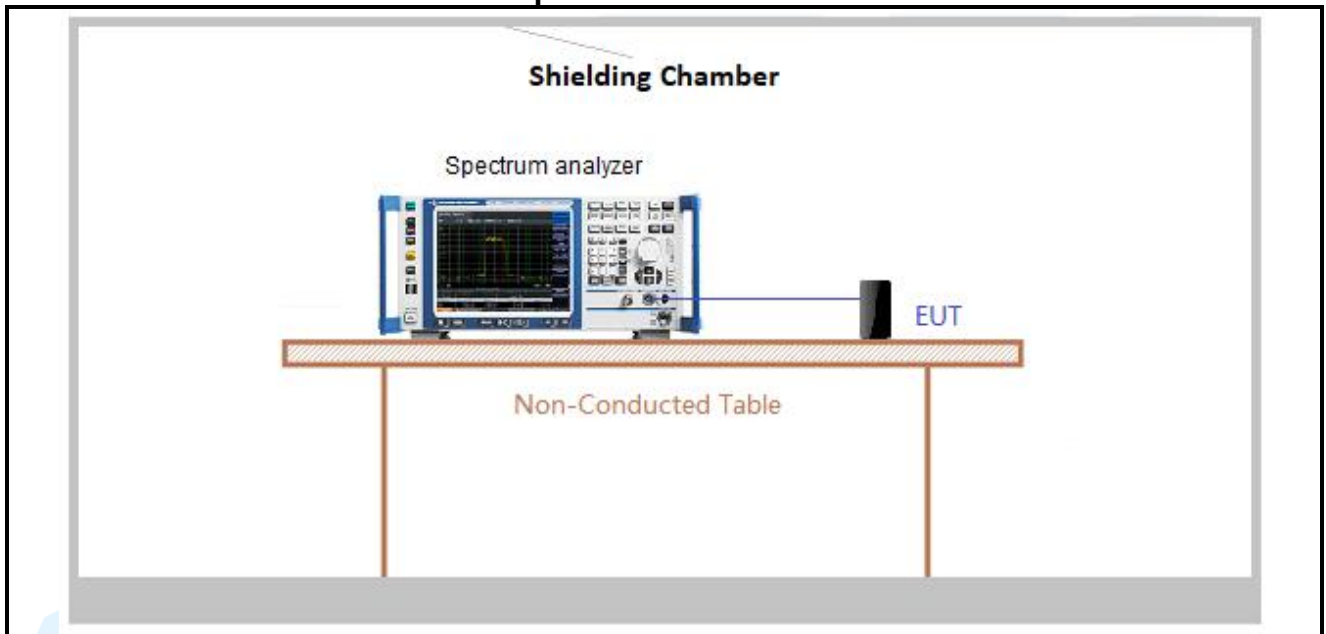 Shielding Chamber
Spectrum analyzer
EUT
Non-Conducted Table